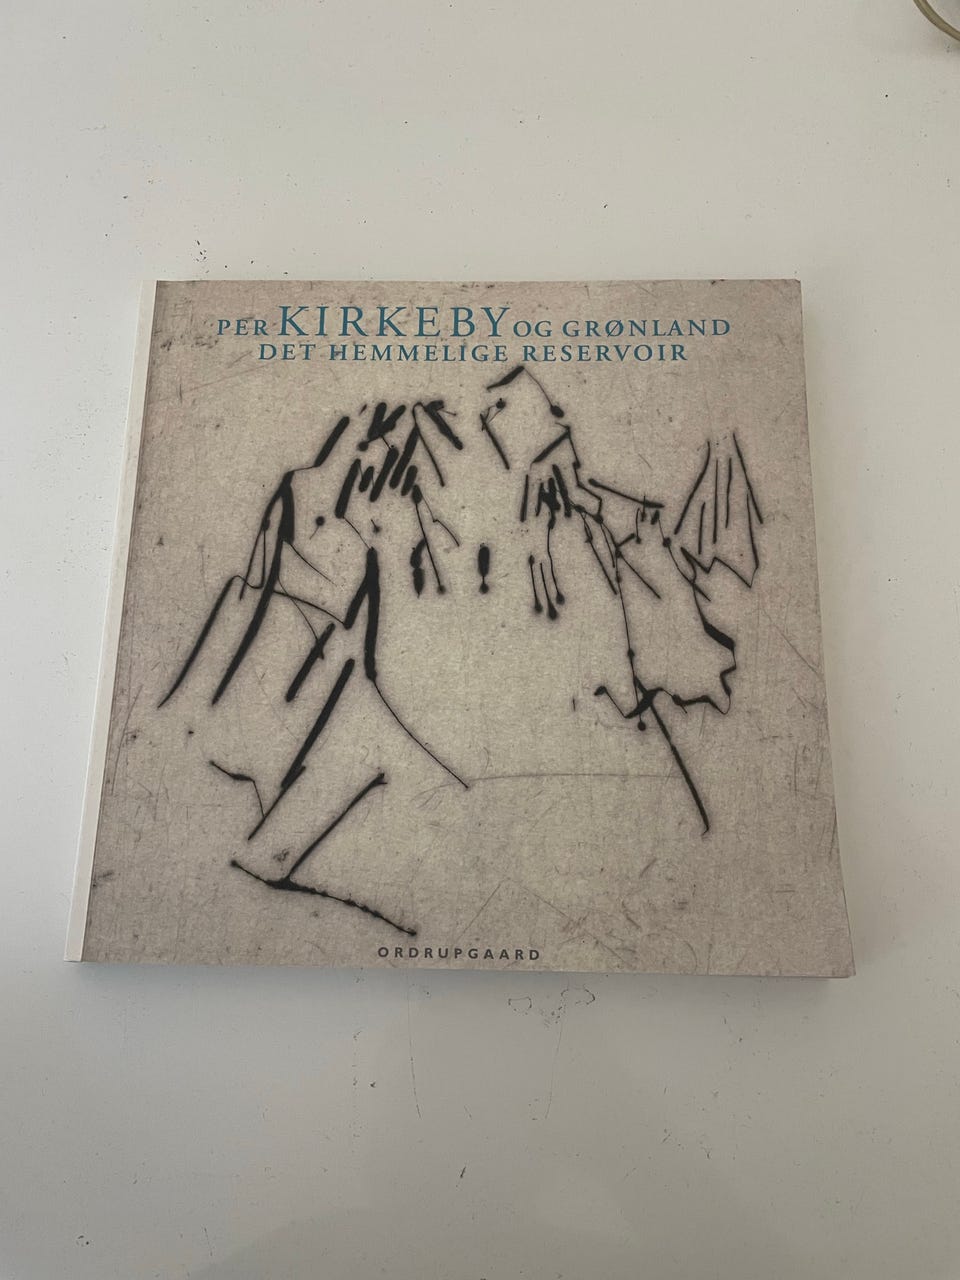 PER KIRKEBY OG GRØNLAND
DET HEMMELIGE RESERVOIR
ORDRUPGAARD